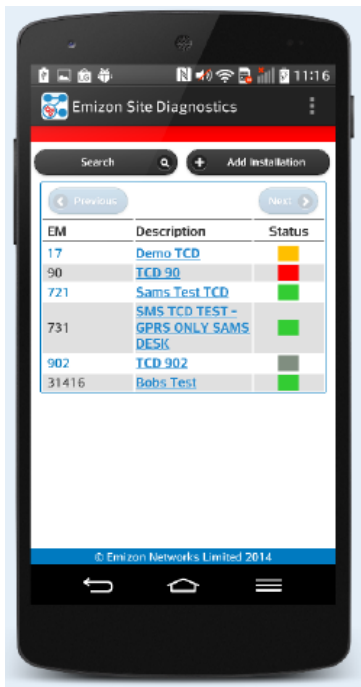 11:16
Emizon Site Diagnostics
Search
Add Installation
Previous
Next
EM Description Status
17 Demo TCD
90 TCD 90
721 Sams Test TCD
731 SMS TCD TEST -
GPRS ONLY SAMS
DESK
902 TCD 902
31416 Bobs Test
© Emizon Networks Limited 2014